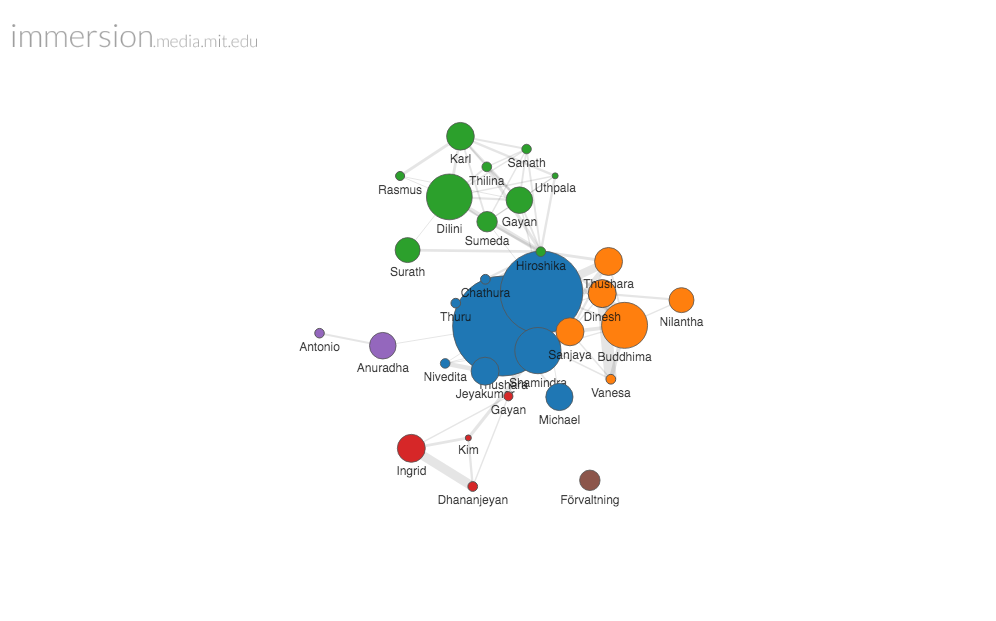 immersion.media.mit.edu
Karl
Sanath
Thilina
Rasmus
Uthpala
Gayan
Dilini
Sumeda
Hiroshika
Surath
Thushara
Chathura
Thuru
Dinesh
Nilantha
Antonio
Sanjaya
Buddhima
Anuradha
Nivedita
Thushara
Shamindra
Jeyakumar
Vanesa
Gayan
Michael
Kim
Ingrid
Dhananjeyan
Förvaltning